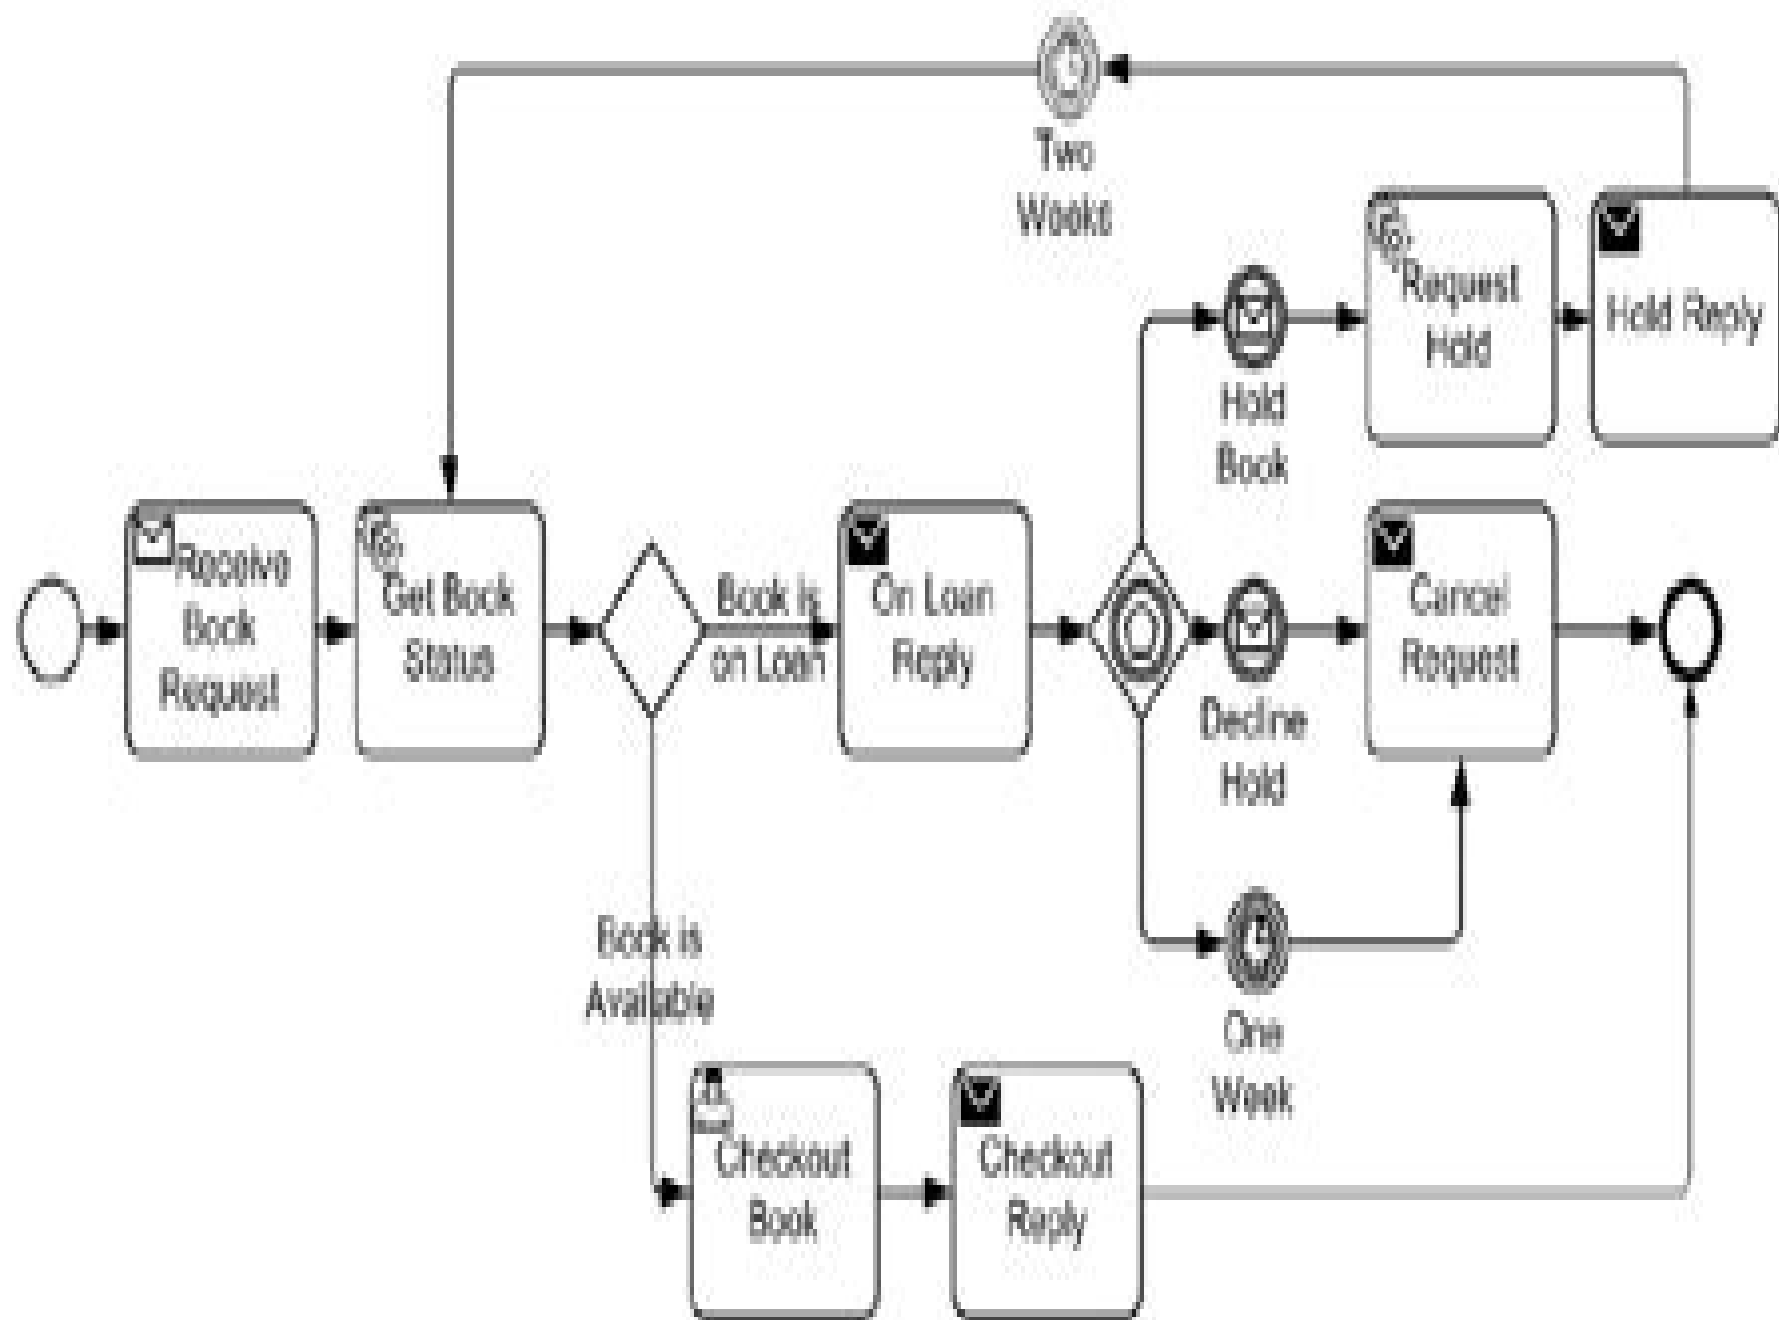 Two
Weeks
Request
Hold
Hold Reply
Hold
Book
Receive
Book
Request
Get Book
Status
Book is
on Loan
On Loan
Reply
Cancel
Request
Decline
Hold
Book is
Available
One
Week
Checkout
Book
Checkout
Reply